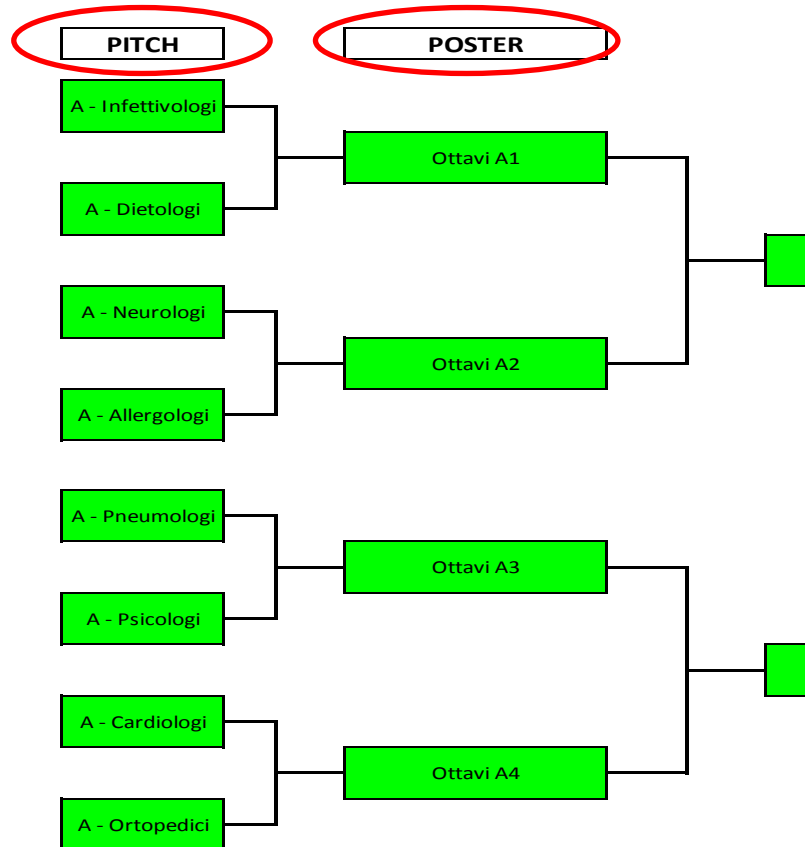 PITCH
POSTER
A - Infettivologi
Ottavi A1
A - Dietologi
A - Neurologi
Ottavi A2
A - Allergologi
A - Pneumologi
Ottavi A3
A - Psicologi
A - Cardiologi
Ottavi A4
A - Ortopedici